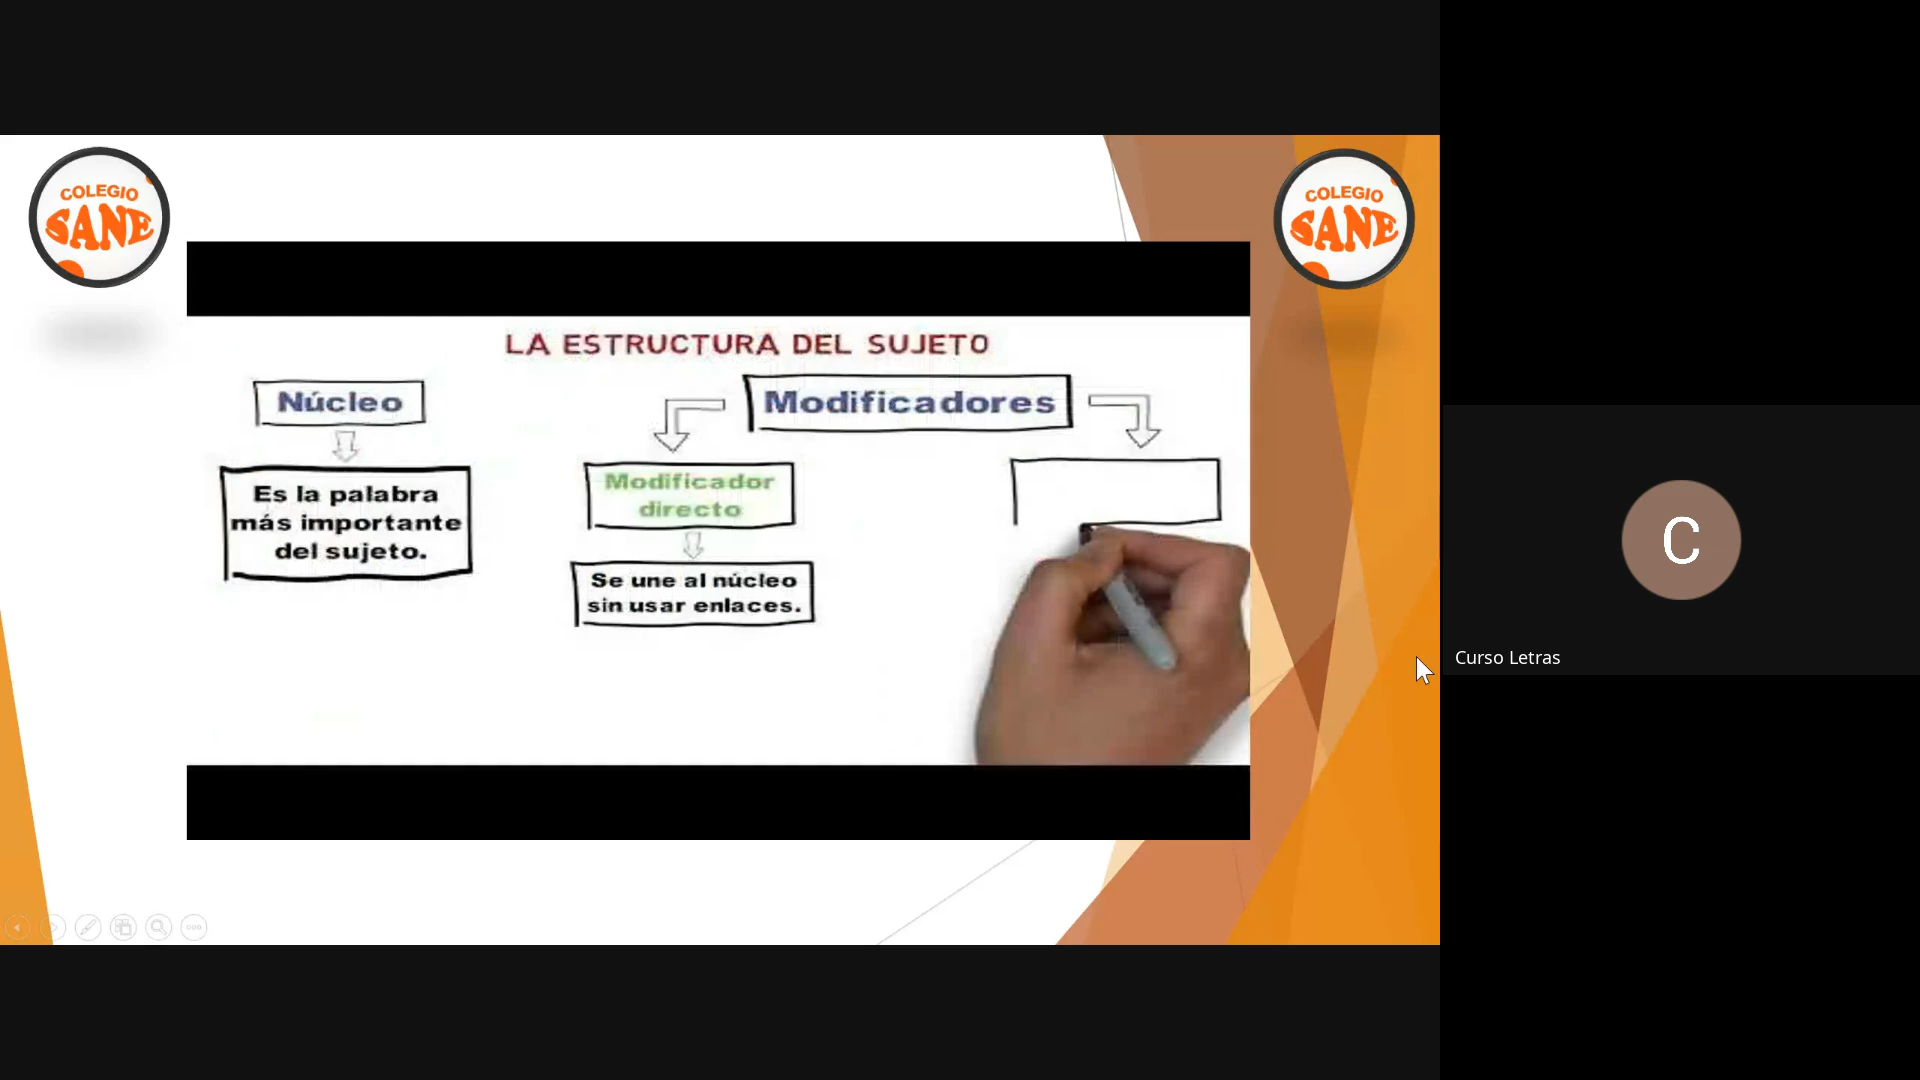 COLEGIO
SANE
COLEGIO
SANE
LA ESTRUCTURA DEL SUJETO
Núcleo
Modificadores
Es la palabra
más importante
del sujeto.
Modificador
directo
Se une al núcleo
sin usar enlaces.
C
Curso Letras